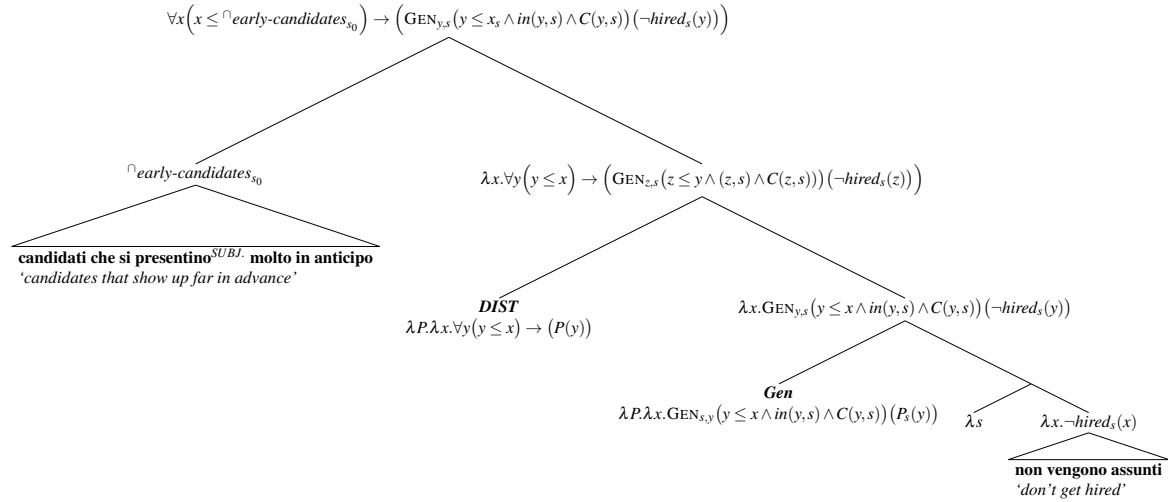 ∀x(x ≤ ᑎearly-candidates_{s₀}) → (GEN_{y,s}(y ≤ x_s ∧ in(y,s) ∧ C(y,s))(¬hired_s(y)))
ᑎearly-candidates_{s₀}
λx.∀y(y ≤ x) → (GEN_{z,s}(z ≤ y ∧ (z,s) ∧ C(z,s)))(¬hired_s(z))
candidati che si presentino^{SUBJ.} molto in anticipo
‘candidates that show up far in advance’
DIST
λP.λx.∀y(y ≤ x) → (P(y))
λx.GEN_{y,s}(y ≤ x ∧ in(y,s) ∧ C(y,s))(¬hired_s(y))
Gen
λP.λx.GEN_{s,y}(y ≤ x ∧ in(y,s) ∧ C(y,s))(P_s(y))
λs
λx.¬hired_s(x)
non vengono assunti
‘don’t get hired’